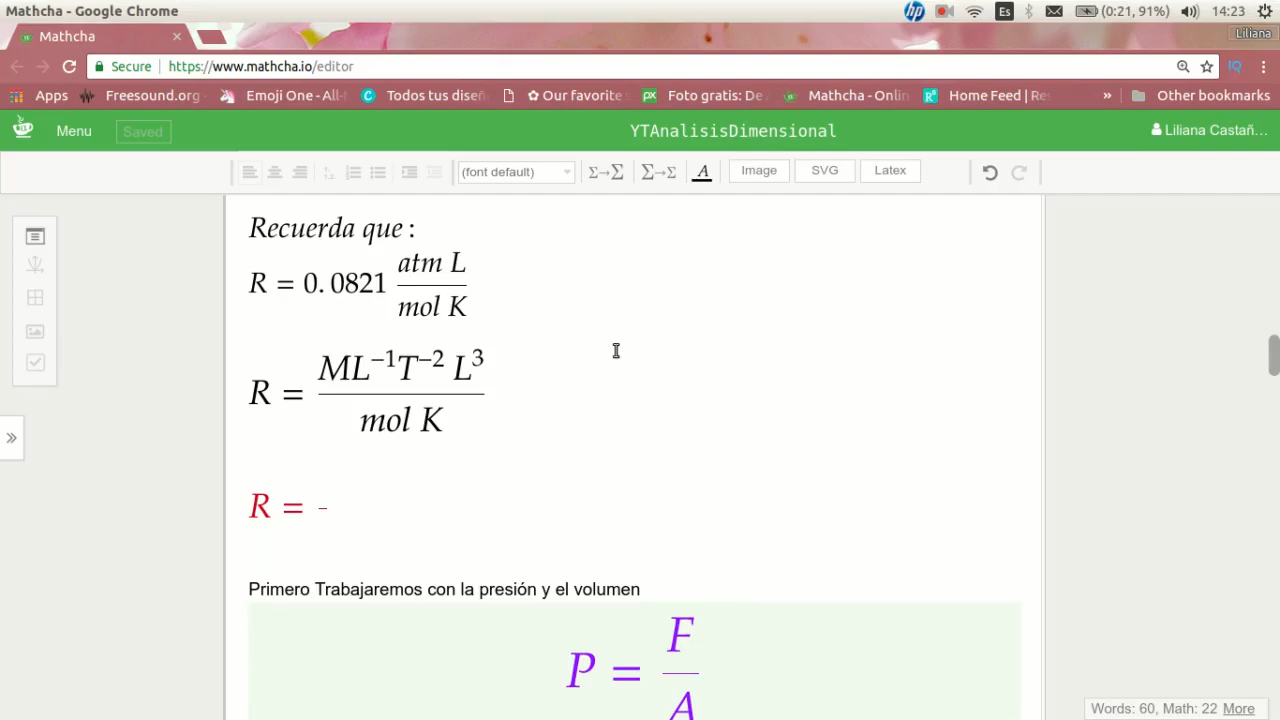 Mathcha - Google Chrome
Es
(0:21, 91%)
14:23
Mathcha
Liliana
Secure
https://www.mathcha.io/editor
IQ
Apps
Freesound.org
Emoji One - All-
Todos tus diseñ
✿ Our favorite
Foto gratis: De
Mathcha - Onlin
Home Feed | Res
»
Other bookmarks
Menu
Saved
YTAnalisisDimensional
Liliana Castañ...
(font default)
Σ→Σ
Σ→Σ
A
Image
SVG
Latex
Recuerda que :
R = 0.0821 atm L / mol K
R = ML⁻¹T⁻² L³ / mol K
R = –
Primero Trabajaremos con la presión y el volumen
P = F / A
Words: 60, Math: 22 More